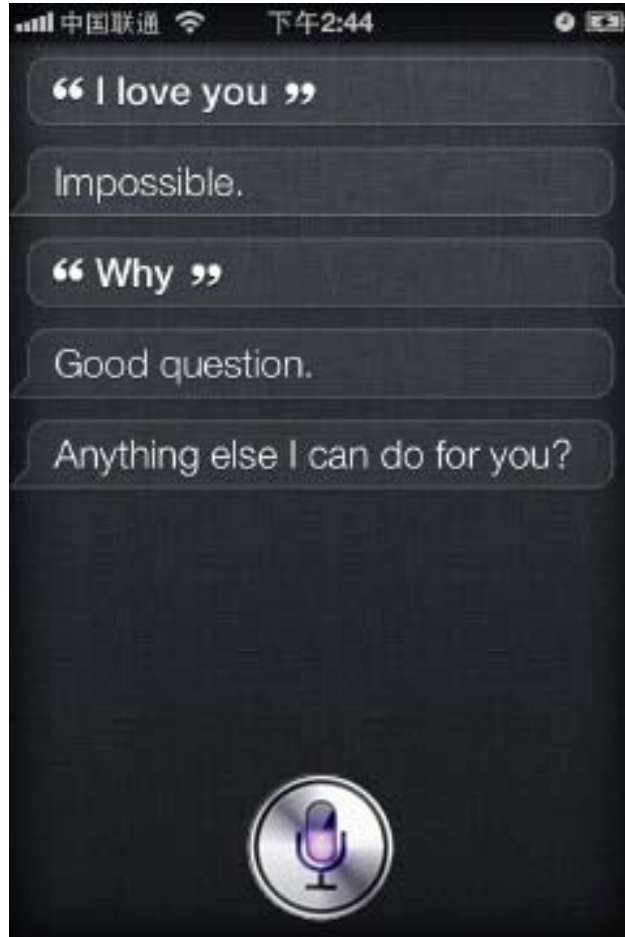 中国联通 下午2:44
“ I love you ”
Impossible.
“ Why ”
Good question.
Anything else I can do for you?